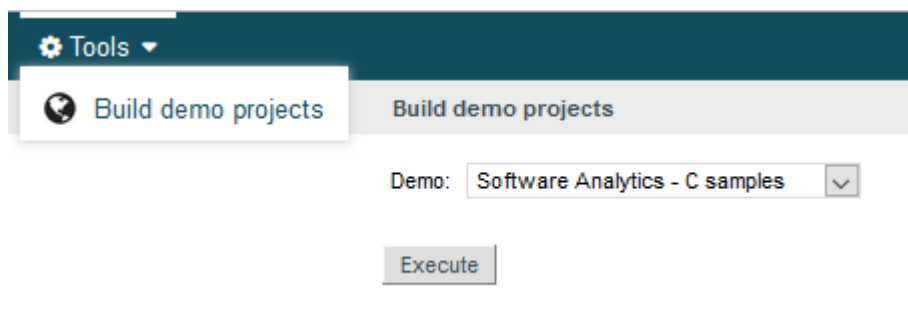 Tools
Build demo projects
Build demo projects
Demo: Software Analytics - C samples
Execute